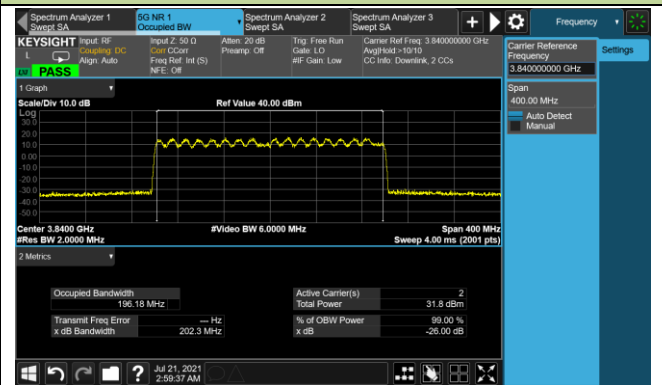 Spectrum Analyzer 1
Swept SA
5G NR 1
Occupied BW
Spectrum Analyzer 2
Swept SA
Spectrum Analyzer 3
Swept SA
Frequency
KEYSIGHT
L
PASS
Input: RF
Coupling: DC
Align: Auto
Input Z: 50 Ω
Corr CCorr
Freq Ref: Int (S)
NFE: Off
Atten: 20 dB
Preamp: Off
Trig: Free Run
Gate: LO
#IF Gain: Low
Carrier Ref Freq: 3.840000000 GHz
Avg|Hold:>10/10
CC Info: Downlink, 2 CCs
Carrier Reference
Frequency
3.840000000 GHz
Settings
Span
400.00 MHz
Auto Detect
Manual
1 Graph
Scale/Div 10.0 dB
Ref Value 40.00 dBm
Log
30.0
20.0
10.0
0.00
-10.0
-20.0
-30.0
-40.0
-50.0
Center 3.8400 GHz
#Video BW 6.0000 MHz
Span 400 MHz
#Res BW 2.0000 MHz
Sweep 4.00 ms (2001 pts)
2 Metrics
Occupied Bandwidth
196.18 MHz
Active Carrier(s) 2
Total Power 31.8 dBm
Transmit Freq Error --- Hz
x dB Bandwidth 202.3 MHz
% of OBW Power 99.00 %
x dB -26.00 dB
?
Jul 21, 2021
2:59:37 AM